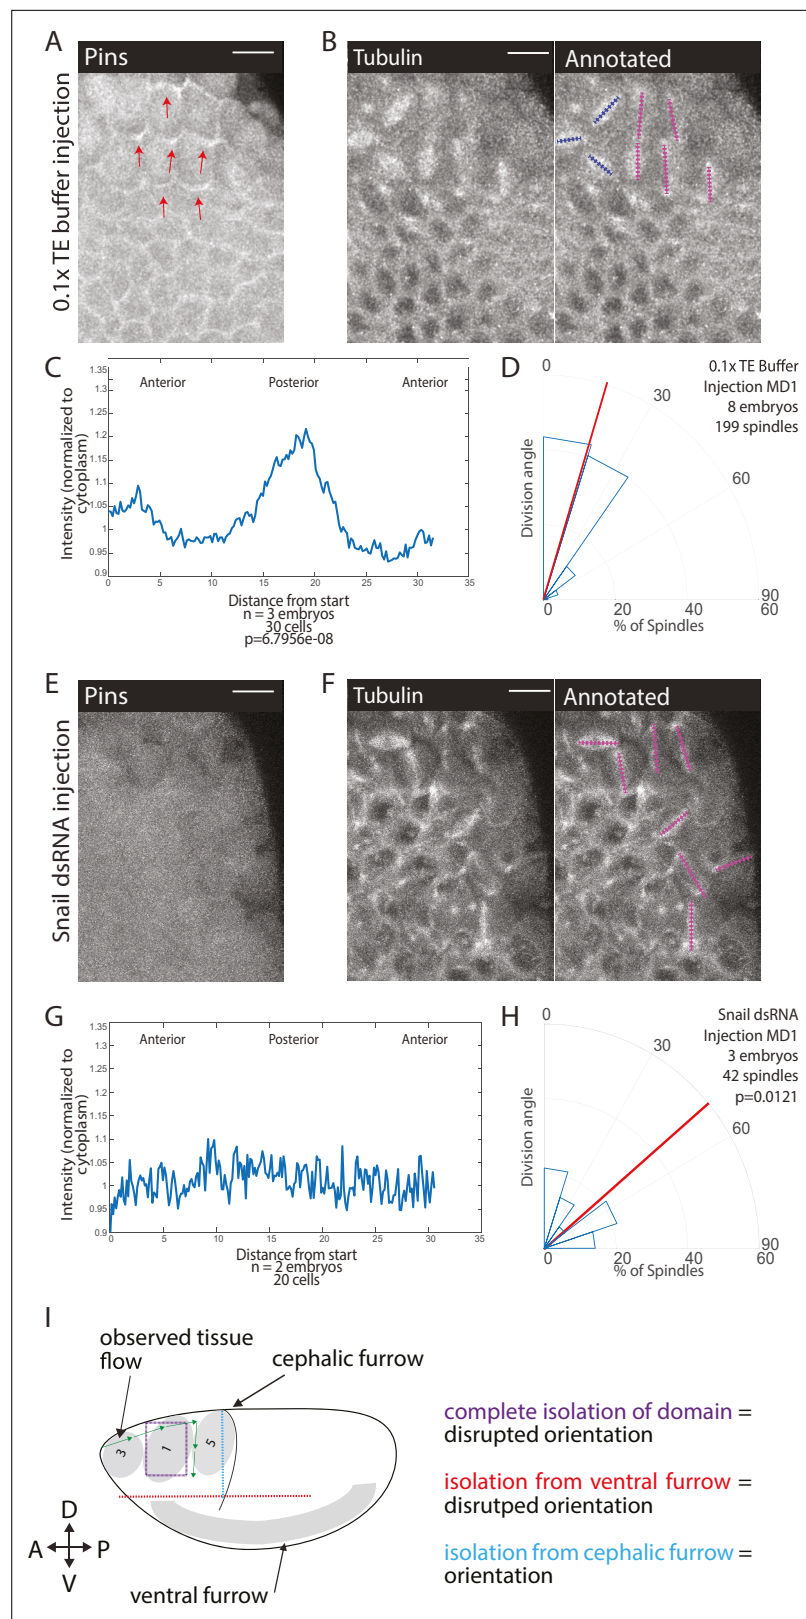 A
Pins
B
Tubulin
Annotated
0.1x TE buffer injection
C
1.35
1.3
1.25
1.2
1.15
1.1
1.05
1
0.95
0.9
Anterior
Posterior
Anterior
Intensity (normalized to
cytoplasm)
0
5
10
15
20
25
30
35
Distance from start
n = 3 embryos
30 cells
p=6.7956e-08
D
0.1x TE Buffer
Injection MD1
8 embryos
199 spindles
0
30
60
90
Division angle
0
20
40
60
% of Spindles
E
Pins
F
Tubulin
Annotated
Snail dsRNA injection
G
1.35
1.3
1.25
1.2
1.15
1.1
1.05
1
0.95
0.9
Anterior
Posterior
Anterior
Intensity (normalized to
cytoplasm)
0
5
10
15
20
25
30
35
Distance from start
n = 2 embryos
20 cells
H
Snail dsRNA
Injection MD1
3 embryos
42 spindles
p=0.0121
0
30
60
90
Division angle
0
20
40
60
% of Spindles
I
observed tissue
flow
cephalic furrow
3
1
5
D
A
P
V
ventral furrow
complete isolation of domain =
disrupted orientation
isolation from ventral furrow =
disrutped orientation
isolation from cephalic furrow =
orientation